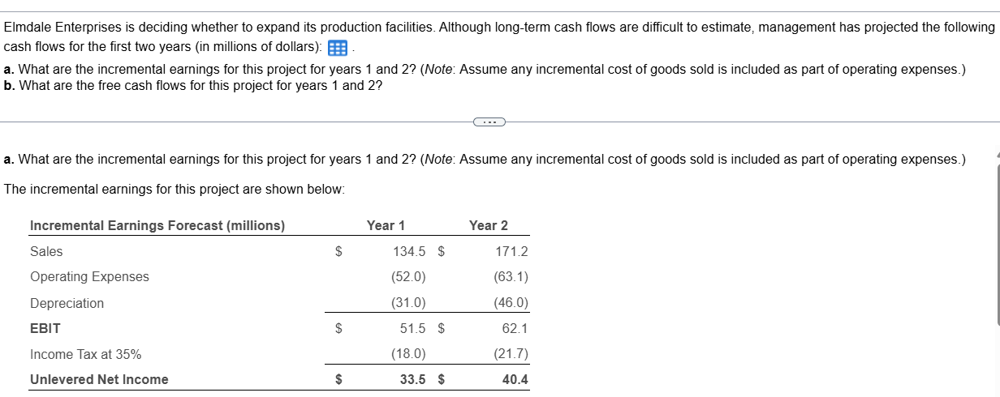 Elmdale Enterprises is deciding whether to expand its production facilities. Although long-term cash flows are difficult to estimate, management has projected the following
cash flows for the first two years (in millions of dollars): .
a. What are the incremental earnings for this project for years 1 and 2? (Note: Assume any incremental cost of goods sold is included as part of operating expenses.)
b. What are the free cash flows for this project for years 1 and 2?
a. What are the incremental earnings for this project for years 1 and 2? (Note: Assume any incremental cost of goods sold is included as part of operating expenses.)
The incremental earnings for this project are shown below:
Incremental Earnings Forecast (millions) Year 1 Year 2
Sales $ 134.5 $ 171.2
Operating Expenses (52.0) (63.1)
Depreciation (31.0) (46.0)
EBIT $ 51.5 $ 62.1
Income Tax at 35% (18.0) (21.7)
Unlevered Net Income $ 33.5 $ 40.4